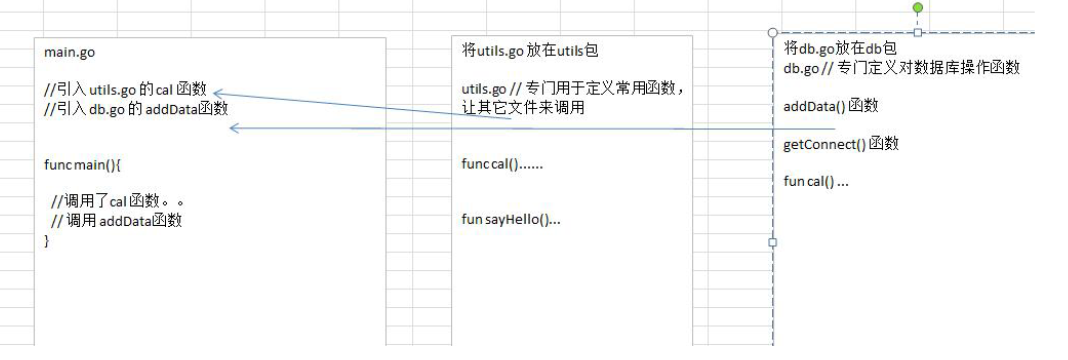 main.go
//引入 utils.go 的 cal 函数
//引入 db.go 的 addData函数
func main(){
//调用了cal 函数。。
// 调用 addData函数
}
将utils.go 放在utils包
utils.go // 专门用于定义常用函数，
让其它文件来调用
func cal()......
fun sayHello()...
将db.go放在db包
db.go // 专门定义对数据库操作函数
addData() 函数
getConnect() 函数
fun cal() ...